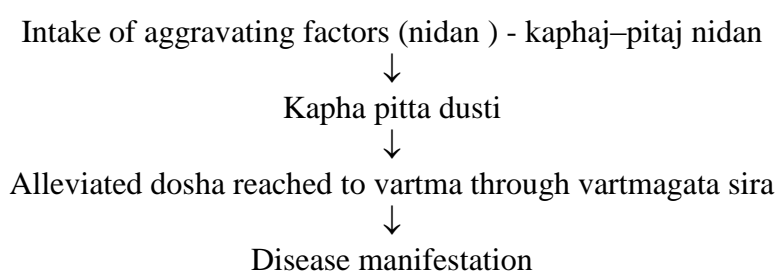 Intake of aggravating factors (nidan ) - kaphaj–pitaj nidan
↓
Kapha pitta dusti
↓
Alleviated dosha reached to vartma through vartmagata sira
↓
Disease manifestation